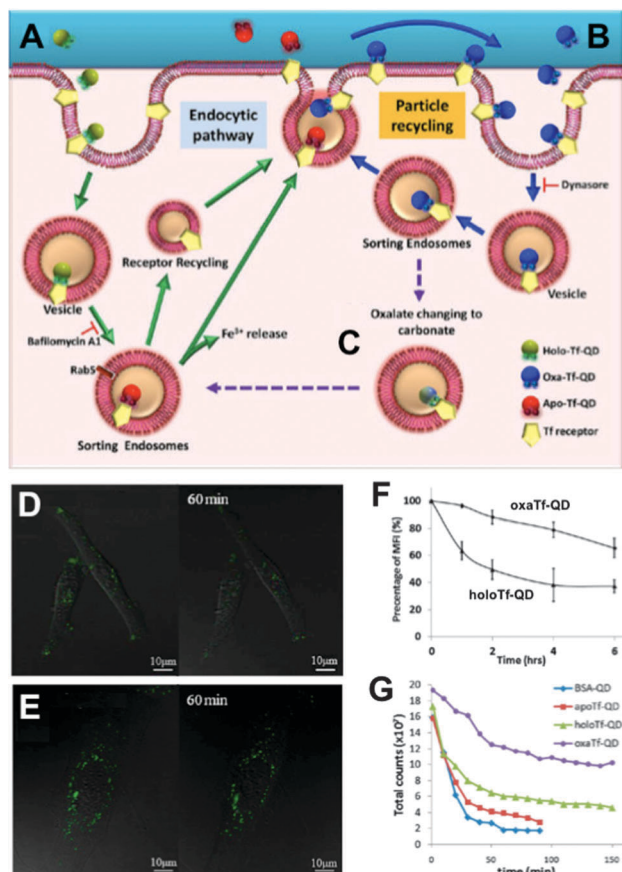 A
B
Endocytic
pathway
Particle
recycling
Dynasore
Sorting Endosomes
Vesicle
Receptor Recycling
Vesicle
Bafilomycin A1
Oxalate changing to
carbonate
Fe³⁺ release
C
Rab5
Sorting Endosomes
Holo-Tf-QD
Oxa-Tf-QD
Apo-Tf-QD
Tf receptor
D
60 min
10μm
10μm
E
60 min
10μm
10μm
F
Precentage of MFI (%)
100
80
60
40
20
0
oxaTf-QD
holoTf-QD
0
2
4
6
Time (hrs)
G
Total counts (x10⁷)
20
18
16
14
12
10
8
6
4
2
0
BSA-QD
apoTf-QD
holoTf-QD
oxaTf-QD
0
50
100
150
time (min)